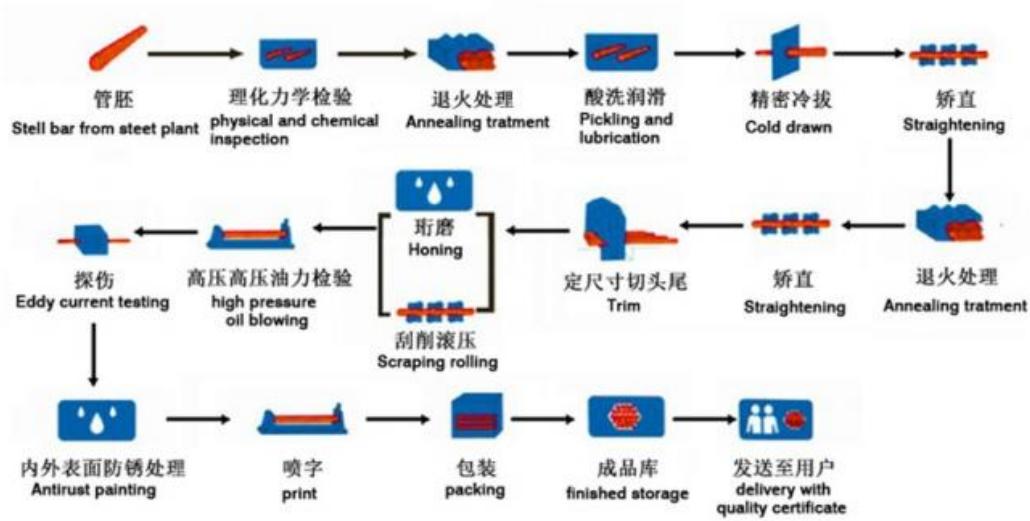 管胚
Stell bar from steet plant
理化力学检验
physical and chemical
inspection
退火处理
Annealing tratment
酸洗润滑
Pickling and
lubrication
精密冷拔
Cold drawn
矫直
Straightening
退火处理
Annealing tratment
矫直
Straightening
定尺寸切头尾
Trim
珩磨
Honing
刮削滚压
Scraping rolling
高压高压油力检验
high pressure
oil blowing
探伤
Eddy current testing
内外表面防锈处理
Antirust painting
喷字
print
包装
packing
成品库
finished storage
发送至用户
delivery with
quality certificate